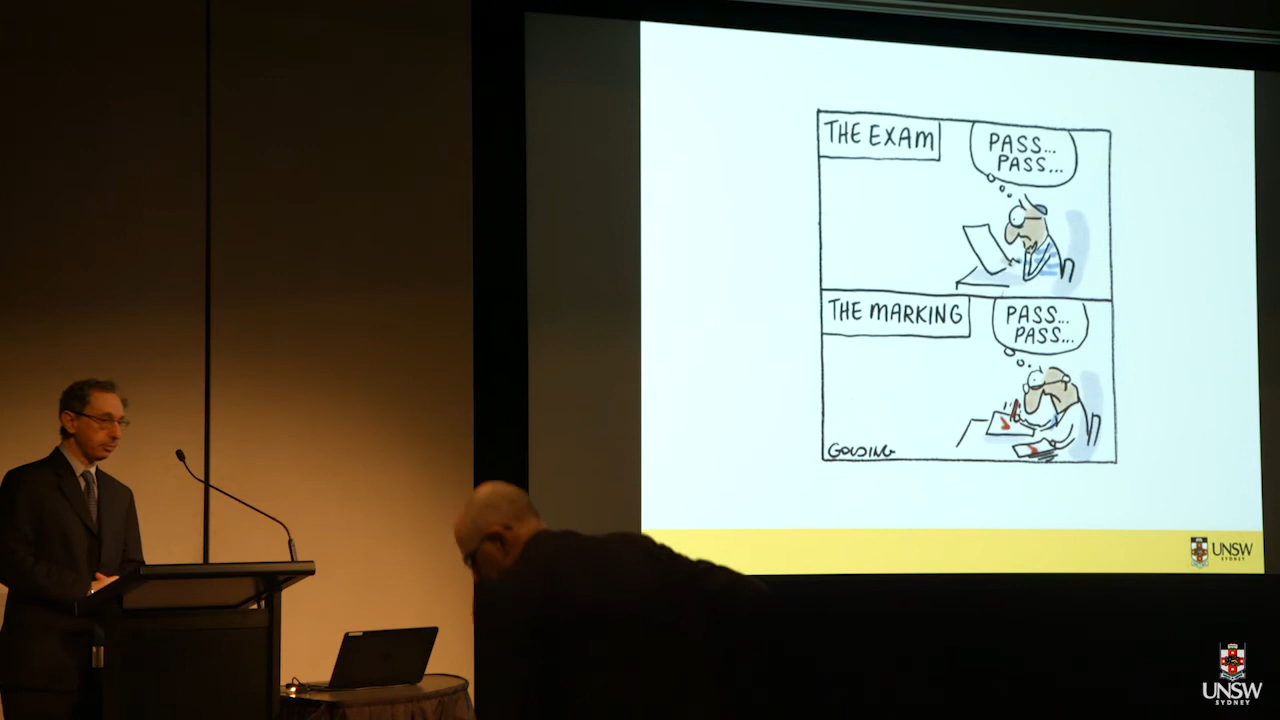 THE EXAM
PASS...
PASS...
THE MARKING
PASS...
PASS...
GOLDING
UNSW
SYDNEY
UNSW
SYDNEY